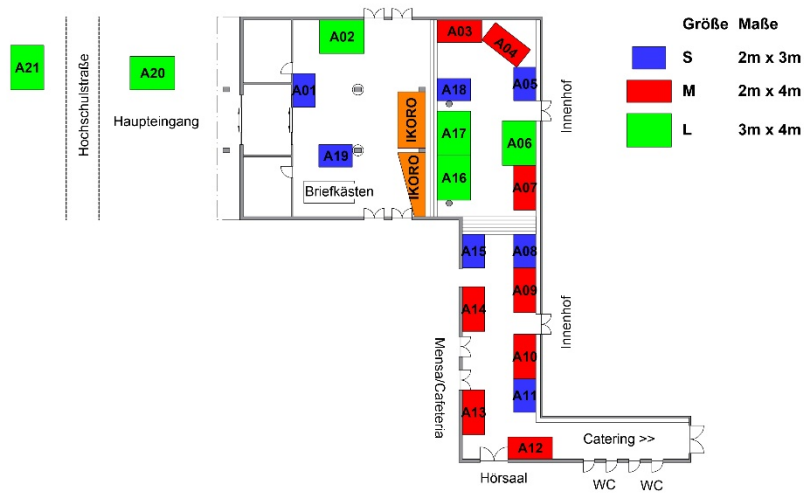 Größe Maße
S 2m x 3m
M 2m x 4m
L 3m x 4m
A21
Hochschulstraße
A20
Haupteingang
A01
A02
A19
Briefkästen
IKORO
IKORO
A03
A04
A05
A18
A17
A16
A06
A07
Innenhof
A15
A08
A09
A14
Innenhof
A10
A11
A13
Mensa/Cafeteria
A12
Catering >>
Hörsaal
WC
WC